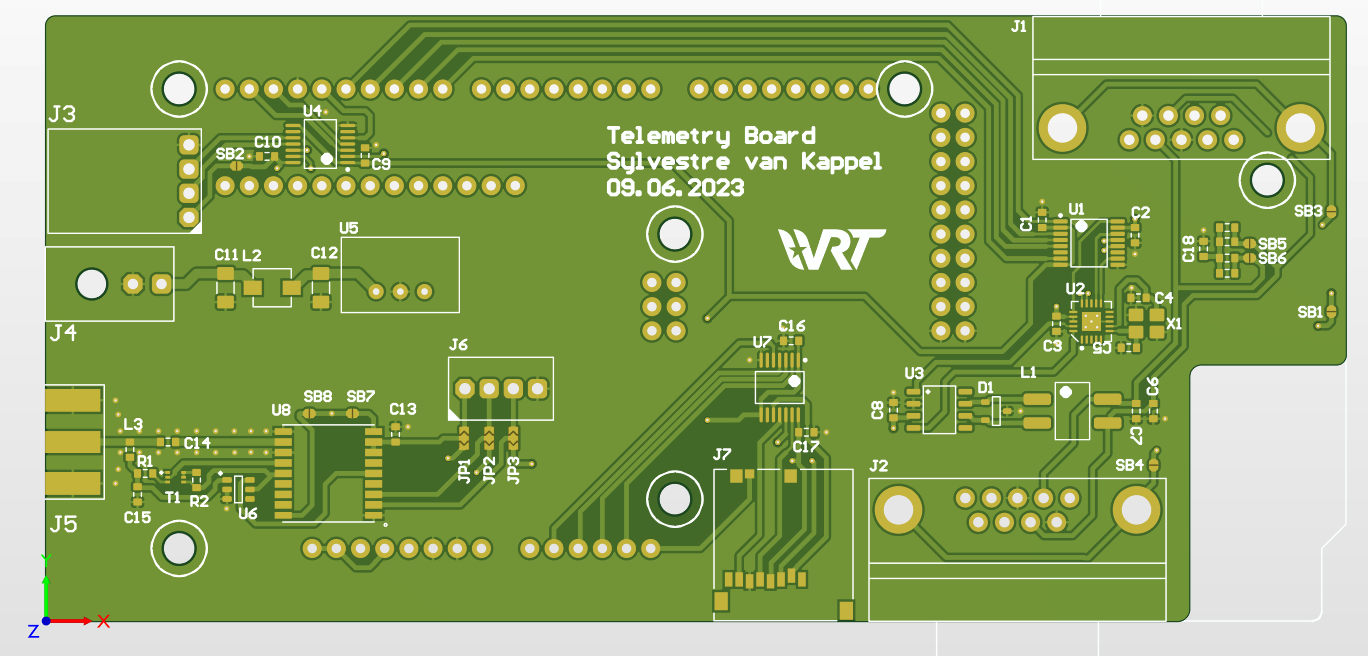 J1
J3
U4
C10
SB2
C9
Telemetry Board
Sylvestre van Kappel
09.06.2023
C1
U1
C2
SB3
C18
SB5
SB6
U5
C11
L2
C12
VRT
U2
C4
C3
C5
X1
SB1
J4
J6
C16
U7
U3
D1
L1
C6
C8
C7
SB8
SB7
U8
C13
L3
C14
C17
J7
J2
SB4
R1
T1
R2
U6
C15
JP1
JP2
JP3
J5
Y
Z
X